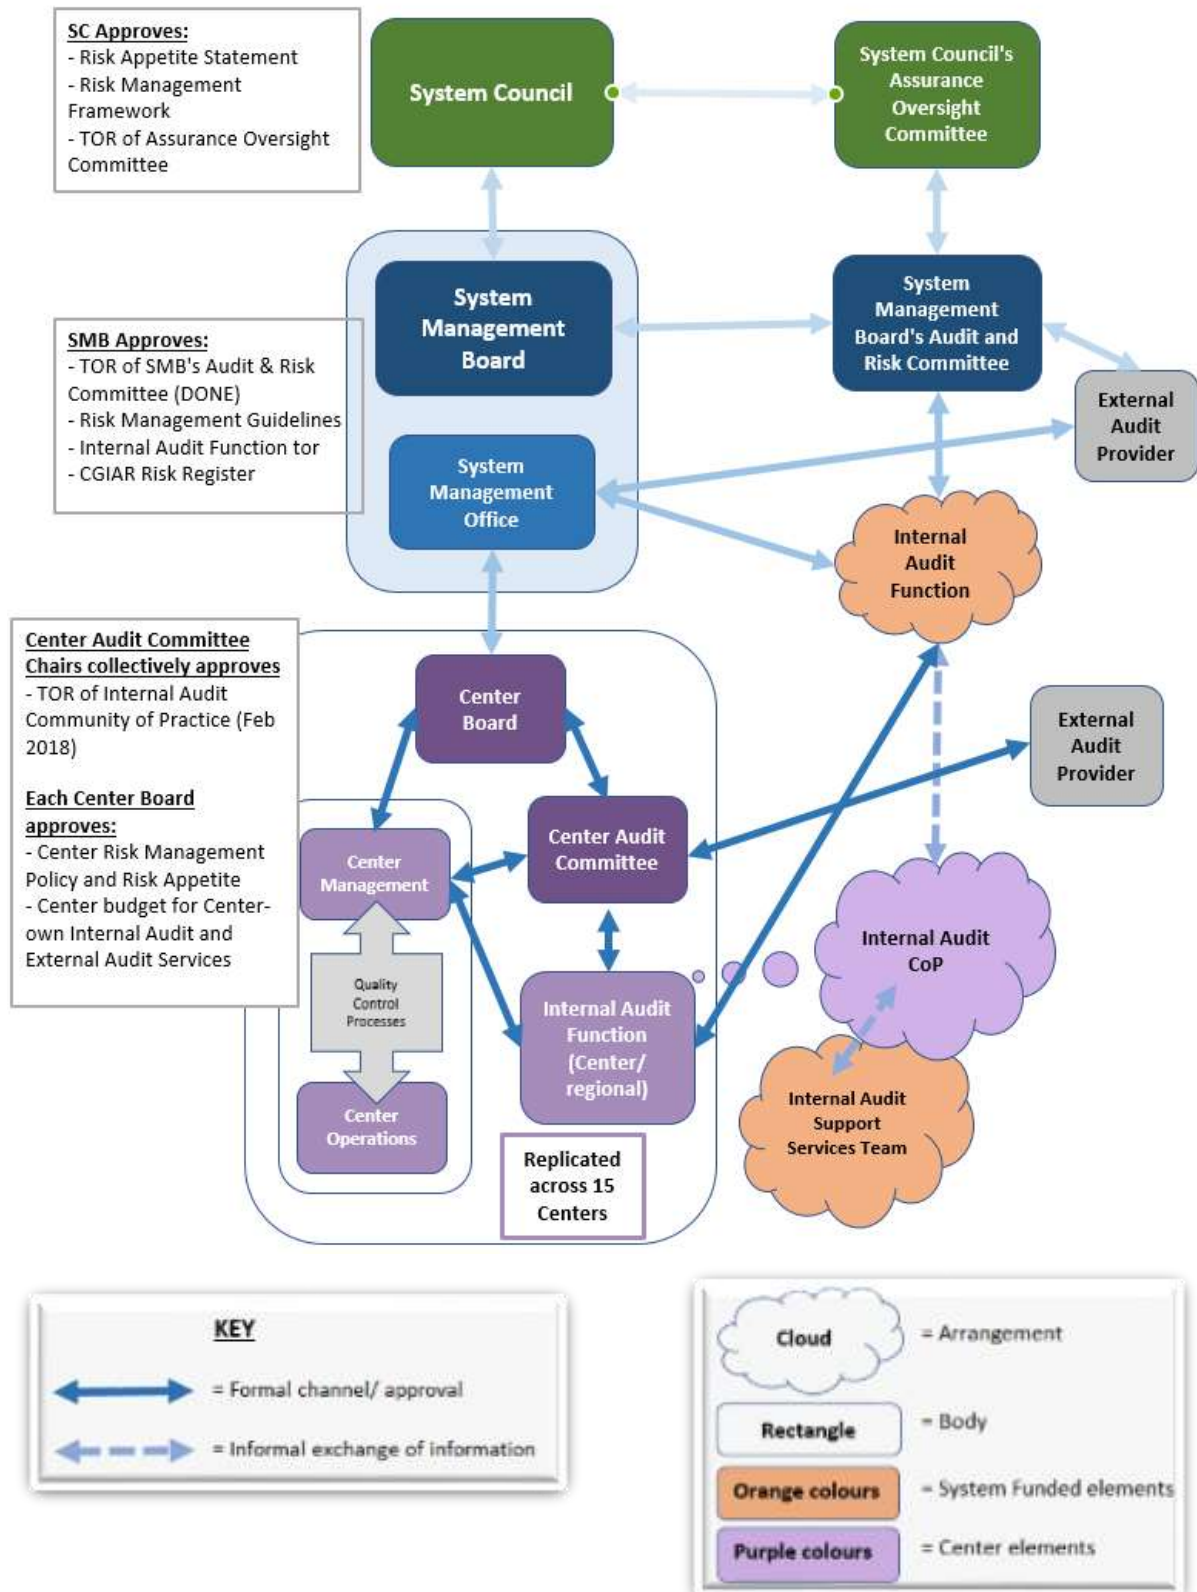 SC Approves:
- Risk Appetite Statement
- Risk Management
Framework
- TOR of Assurance Oversight
Committee
System Council
System Council's
Assurance
Oversight
Committee
SMB Approves:
- TOR of SMB's Audit & Risk
Committee (DONE)
- Risk Management Guidelines
- Internal Audit Function tor
- CGIAR Risk Register
System
Management
Board
System
Management
Board's Audit and
Risk Committee
External
Audit
Provider
System
Management
Office
Internal
Audit
Function
Center Audit Committee
Chairs collectively approves
- TOR of Internal Audit
Community of Practice (Feb
2018)
Each Center Board
approves:
- Center Risk Management
Policy and Risk Appetite
- Center budget for Center-
own Internal Audit and
External Audit Services
Center
Board
External
Audit
Provider
Center
Management
Center Audit
Committee
Quality
Control
Processes
Internal Audit
Function
(Center/
regional)
Internal Audit
CoP
Center
Operations
Internal Audit
Support
Services Team
Replicated
across 15
Centers
KEY
= Formal channel/ approval
= Informal exchange of information
Cloud = Arrangement
Rectangle = Body
Orange colours = System Funded elements
Purple colours = Center elements